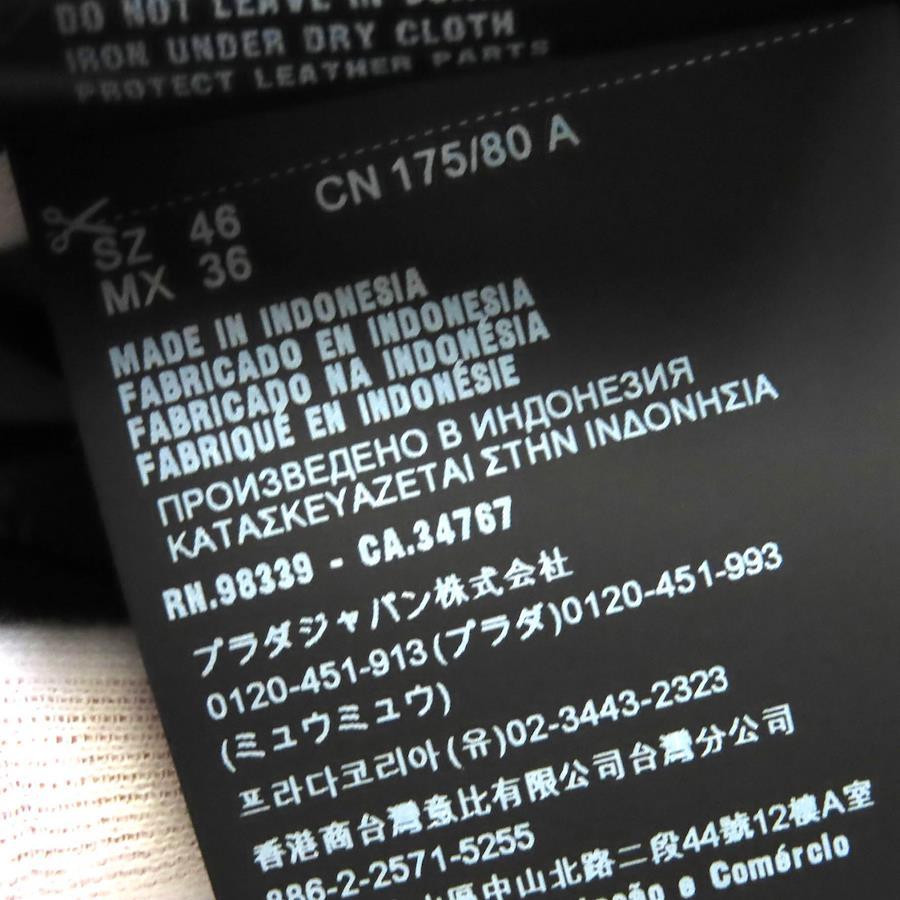 DO NOT LEAVE IN
IRON UNDER DRY CLOTH
PROTECT LEATHER PARTS
CN 175/80 A
SZ 46
MX 36
MADE IN INDONESIA
FABRICADO EN INDONESIA
FABRICADO NA INDONÉSIA
FABRIQUÉ EN INDONÉSIE
ПРОИЗВЕДЕНО В ИНДОНЕЗИЯ
ΚΑΤΑΣΚΕΥΑΖΕΤΑΙ ΣΤΗΝ ΙΝΔΟΝΗΣΙΑ
RN.98339 - CA.34767
プラダジャパン株式会社
0120-451-913(プラダ)0120-451-993
(ミュウミュウ)
프라다코리아(유)02-3443-2323
香港商台灣意比有限公司台灣分公司
886-2-2571-5255
中山北路二段44號12樓A室
e Comércio